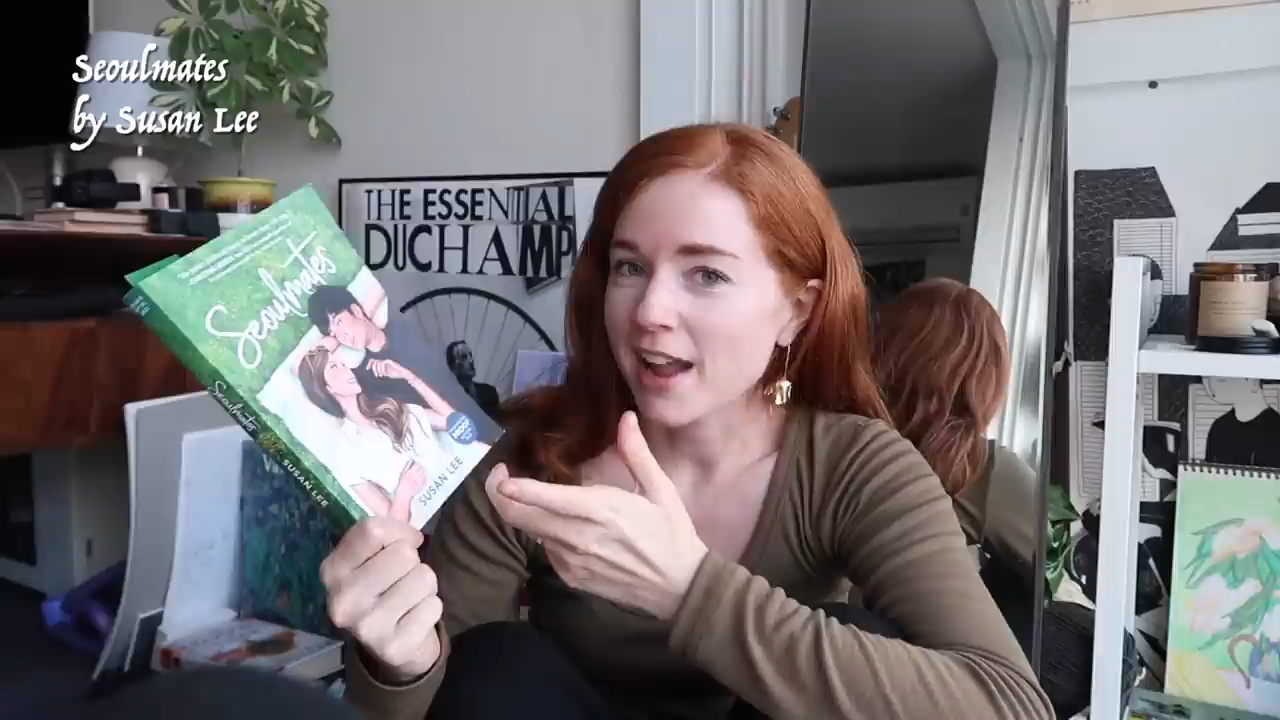 Seoulmates
by Susan Lee
THE ESSENTIAL
DUCHAMP
Seoulmates
SUSAN LEE
Seoulmates
SUSAN LEE